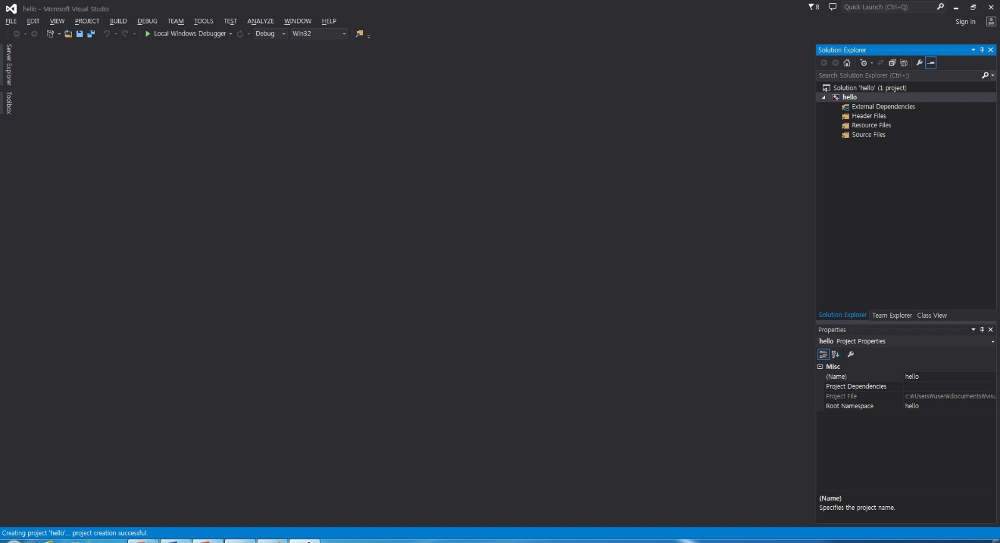 hello - Microsoft Visual Studio
8
Quick Launch (Ctrl+Q)
FILE EDIT VIEW PROJECT BUILD DEBUG TEAM TOOLS TEST ANALYZE WINDOW HELP
Sign in
Local Windows Debugger Debug Win32
Server Explorer
Toolbox
Solution Explorer
Search Solution Explorer (Ctrl+;)
Solution 'hello' (1 project)
hello
External Dependencies
Header Files
Resource Files
Source Files
Solution Explorer Team Explorer Class View
Properties
hello Project Properties
Misc
(Name) hello
Project Dependencies
Project File c:₩Users₩user₩documents₩visu
Root Namespace hello
(Name)
Specifies the project name.
Creating project 'hello'... project creation successful.